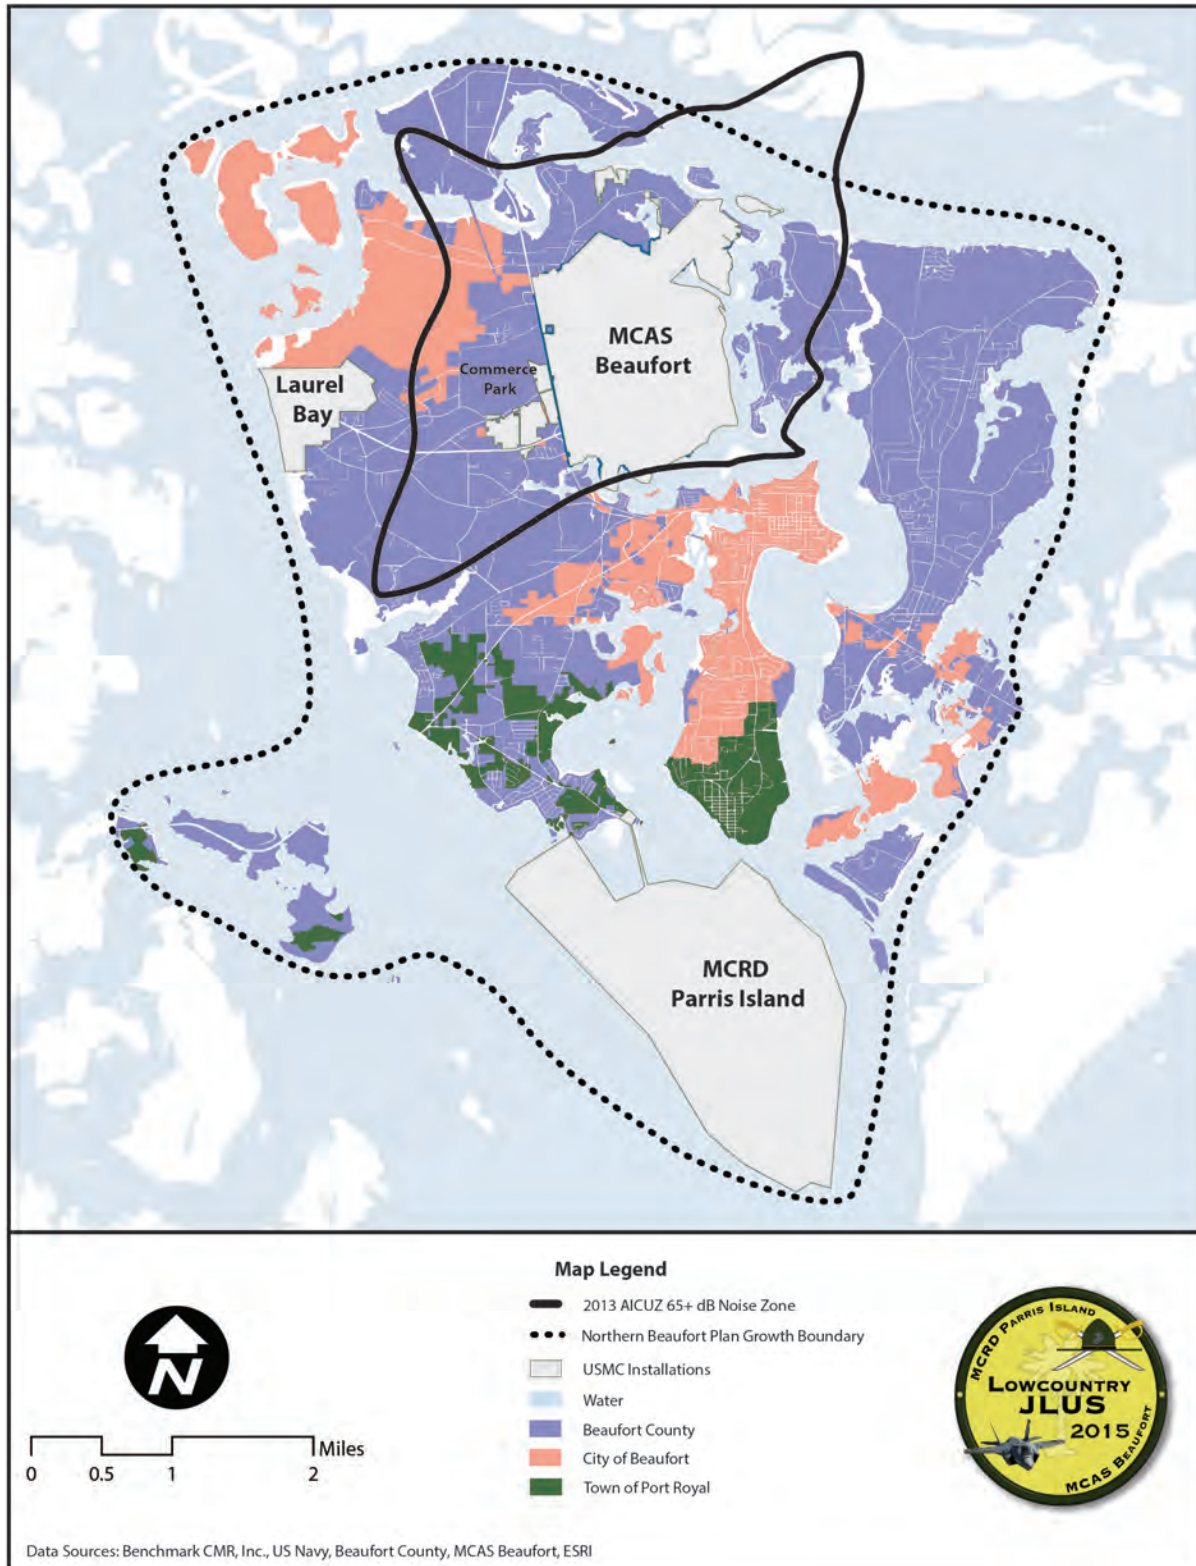 MCAS
Beaufort
Commerce
Park
Laurel
Bay
MCRD
Parris Island
Map Legend
2013 AICUZ 65+ dB Noise Zone
Northern Beaufort Plan Growth Boundary
USMC Installations
Water
Beaufort County
City of Beaufort
Town of Port Royal
N
Miles
0 0.5 1 2
MCRD PARRIS ISLAND
LOWCOUNTRY
JLUS
2015
MCAS BEAUFORT
Data Sources: Benchmark CMR, Inc., US Navy, Beaufort County, MCAS Beaufort, ESRI